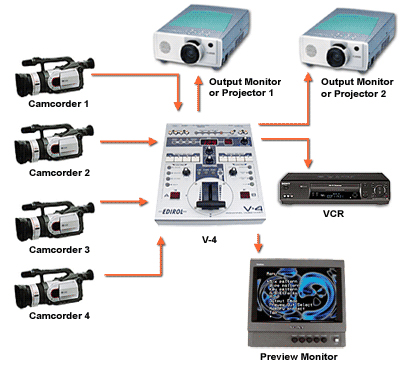 Camcorder 1
Output Monitor
or Projector 1
Output Monitor
or Projector 2
Camcorder 2
VCR
EDIROL
V-4
V-4
Camcorder 3
Camcorder 4
Menu
Preview Monitor